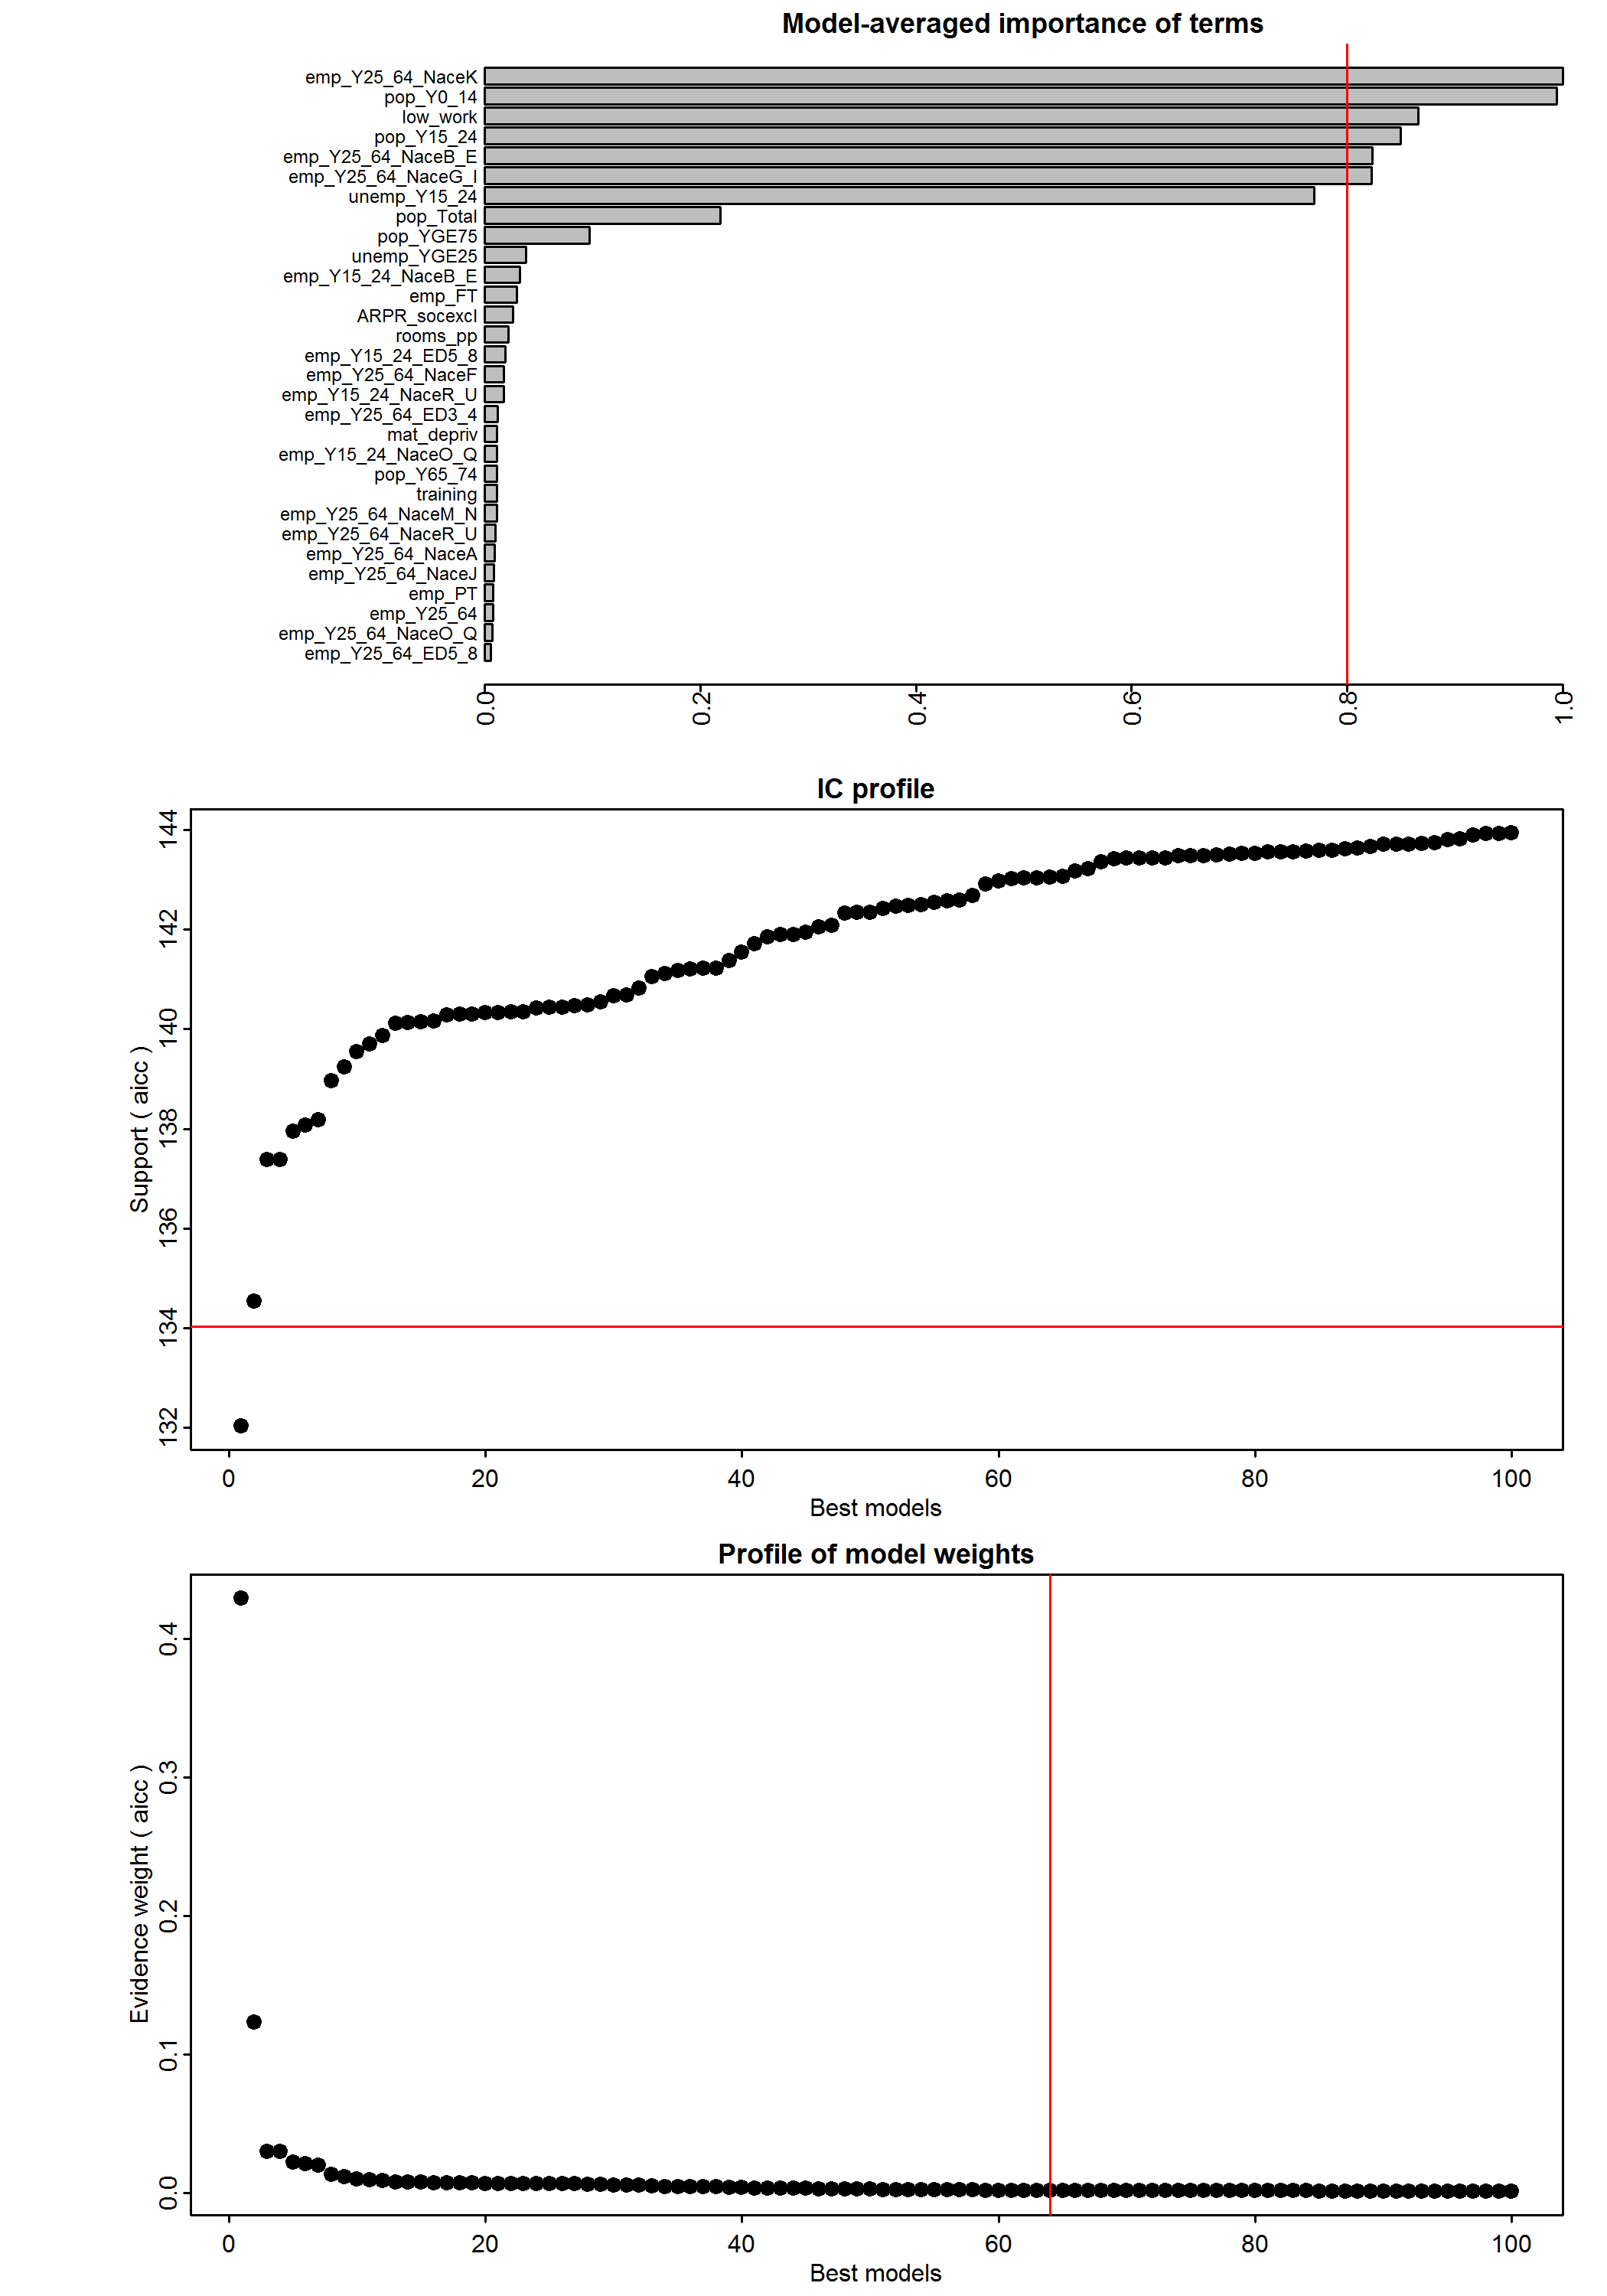 Model-averaged importance of terms
emp_Y25_64_NaceK
pop_Y0_14
low_work
pop_Y15_24
emp_Y25_64_NaceB_E
emp_Y25_64_NaceG_I
unemp_Y15_24
pop_Total
pop_YGE75
unemp_YGE25
emp_Y15_24_NaceB_E
emp_FT
ARPR_socexcl
rooms_pp
emp_Y15_24_ED5_8
emp_Y25_64_NaceF
emp_Y15_24_NaceR_U
emp_Y25_64_ED3_4
mat_depriv
emp_Y15_24_NaceO_Q
pop_Y65_74
training
emp_Y25_64_NaceM_N
emp_Y25_64_NaceR_U
emp_Y25_64_NaceA
emp_Y25_64_NaceJ
emp_PT
emp_Y25_64
emp_Y25_64_NaceO_Q
emp_Y25_64_ED5_8
0.0 0.2 0.4 0.6 0.8 1.0
IC profile
Support ( aicc )
144
142
140
138
136
134
132
0 20 40 60 80 100
Best models
Profile of model weights
Evidence weight ( aicc )
0.4
0.3
0.2
0.1
0.0
0 20 40 60 80 100
Best models